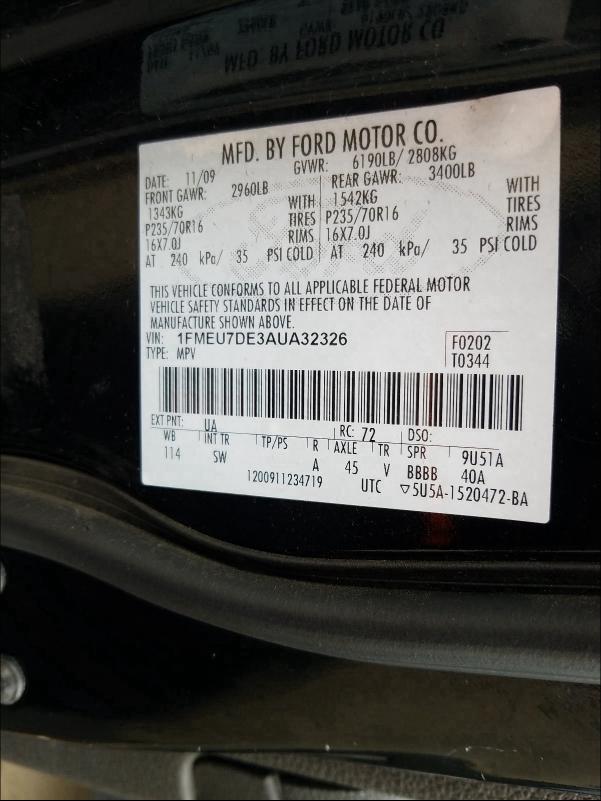 MFD. BY FORD MOTOR CO.
MFD. BY FORD MOTOR CO.
DATE: 11/09 GVWR: 6190LB/ 2808KG
FRONT GAWR: 2960LB REAR GAWR: 3400LB
1343KG WITH 1542KG WITH
P235/70R16 TIRES P235/70R16 TIRES
16X7.0J RIMS 16X7.0J RIMS
AT 240 kPa/ 35 PSI COLD AT 240 kPa/ 35 PSI COLD
THIS VEHICLE CONFORMS TO ALL APPLICABLE FEDERAL MOTOR
VEHICLE SAFETY STANDARDS IN EFFECT ON THE DATE OF
MANUFACTURE SHOWN ABOVE.
VIN: 1FMEU7DE3AUA32326 F0202
TYPE: MPV T0344
EXT PNT: UA RC: 72 DSO:
WB INT TR TP/PS R AXLE TR SPR 9U51A
114 SW A 45 V BBBB 40A
1200911234719 UTC ▽5U5A-1520472-BA